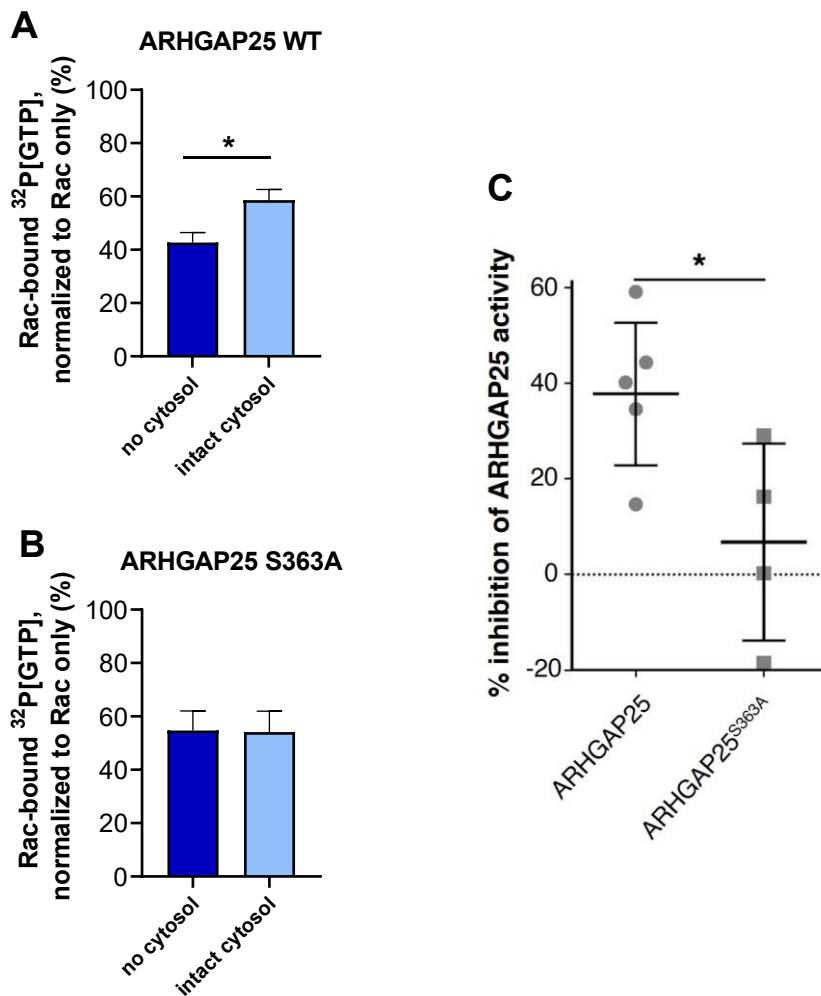 A
ARHGAP25 WT
Rac-bound ³²P[GTP],
normalized to Rac only (%)
100
80
60
40
20
0
*
no cytosol
intact cytosol
B
ARHGAP25 S363A
Rac-bound ³²P[GTP],
normalized to Rac only (%)
100
80
60
40
20
0
no cytosol
intact cytosol
C
% inhibition of ARHGAP25 activity
60
40
20
0
-20
*
ARHGAP25
ARHGAP25^S363A